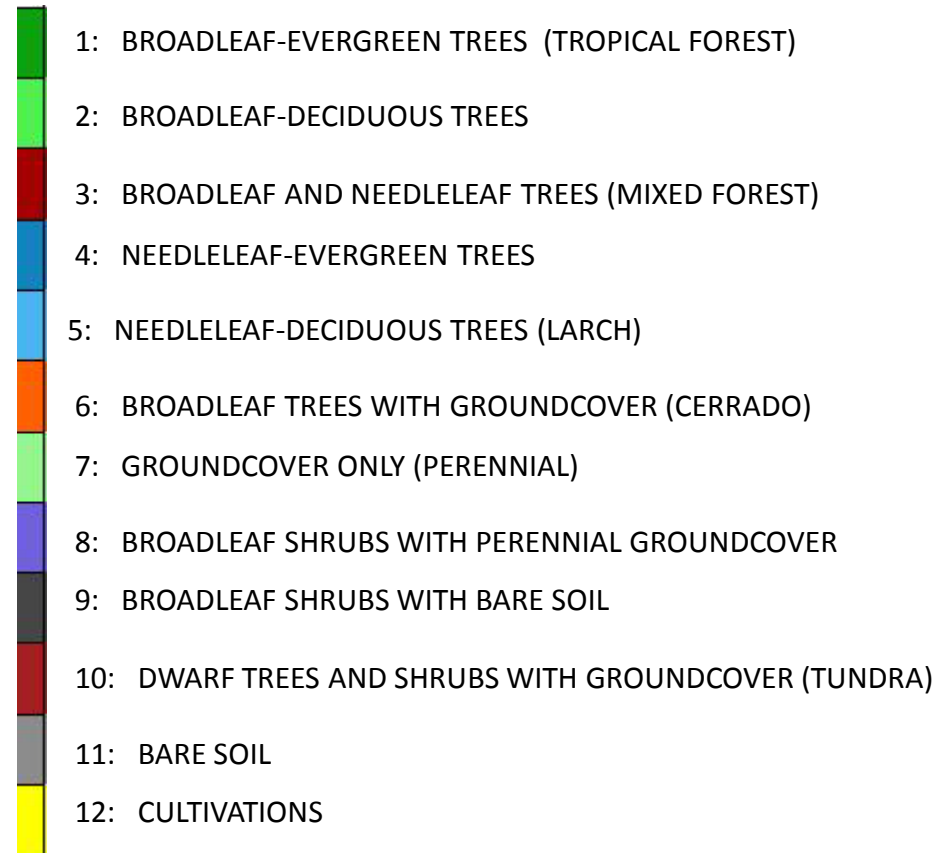 1: BROADLEAF-EVERGREEN TREES (TROPICAL FOREST)
2: BROADLEAF-DECIDUOUS TREES
3: BROADLEAF AND NEEDLELEAF TREES (MIXED FOREST)
4: NEEDLELEAF-EVERGREEN TREES
5: NEEDLELEAF-DECIDUOUS TREES (LARCH)
6: BROADLEAF TREES WITH GROUNDCOVER (CERRADO)
7: GROUNDCOVER ONLY (PERENNIAL)
8: BROADLEAF SHRUBS WITH PERENNIAL GROUNDCOVER
9: BROADLEAF SHRUBS WITH BARE SOIL
10: DWARF TREES AND SHRUBS WITH GROUNDCOVER (TUNDRA)
11: BARE SOIL
12: CULTIVATIONS